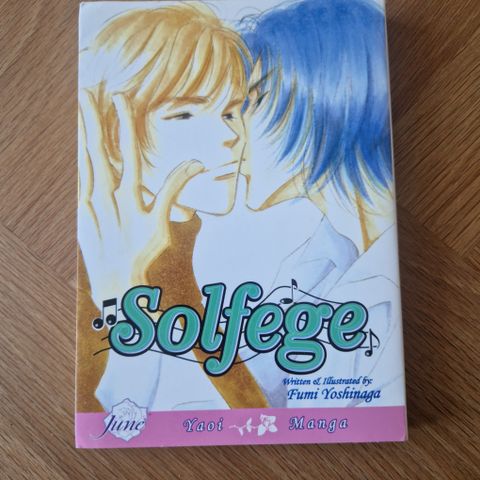 Solfege
Written & Illustrated by:
Fumi Yoshinaga
June
Yaoi Manga